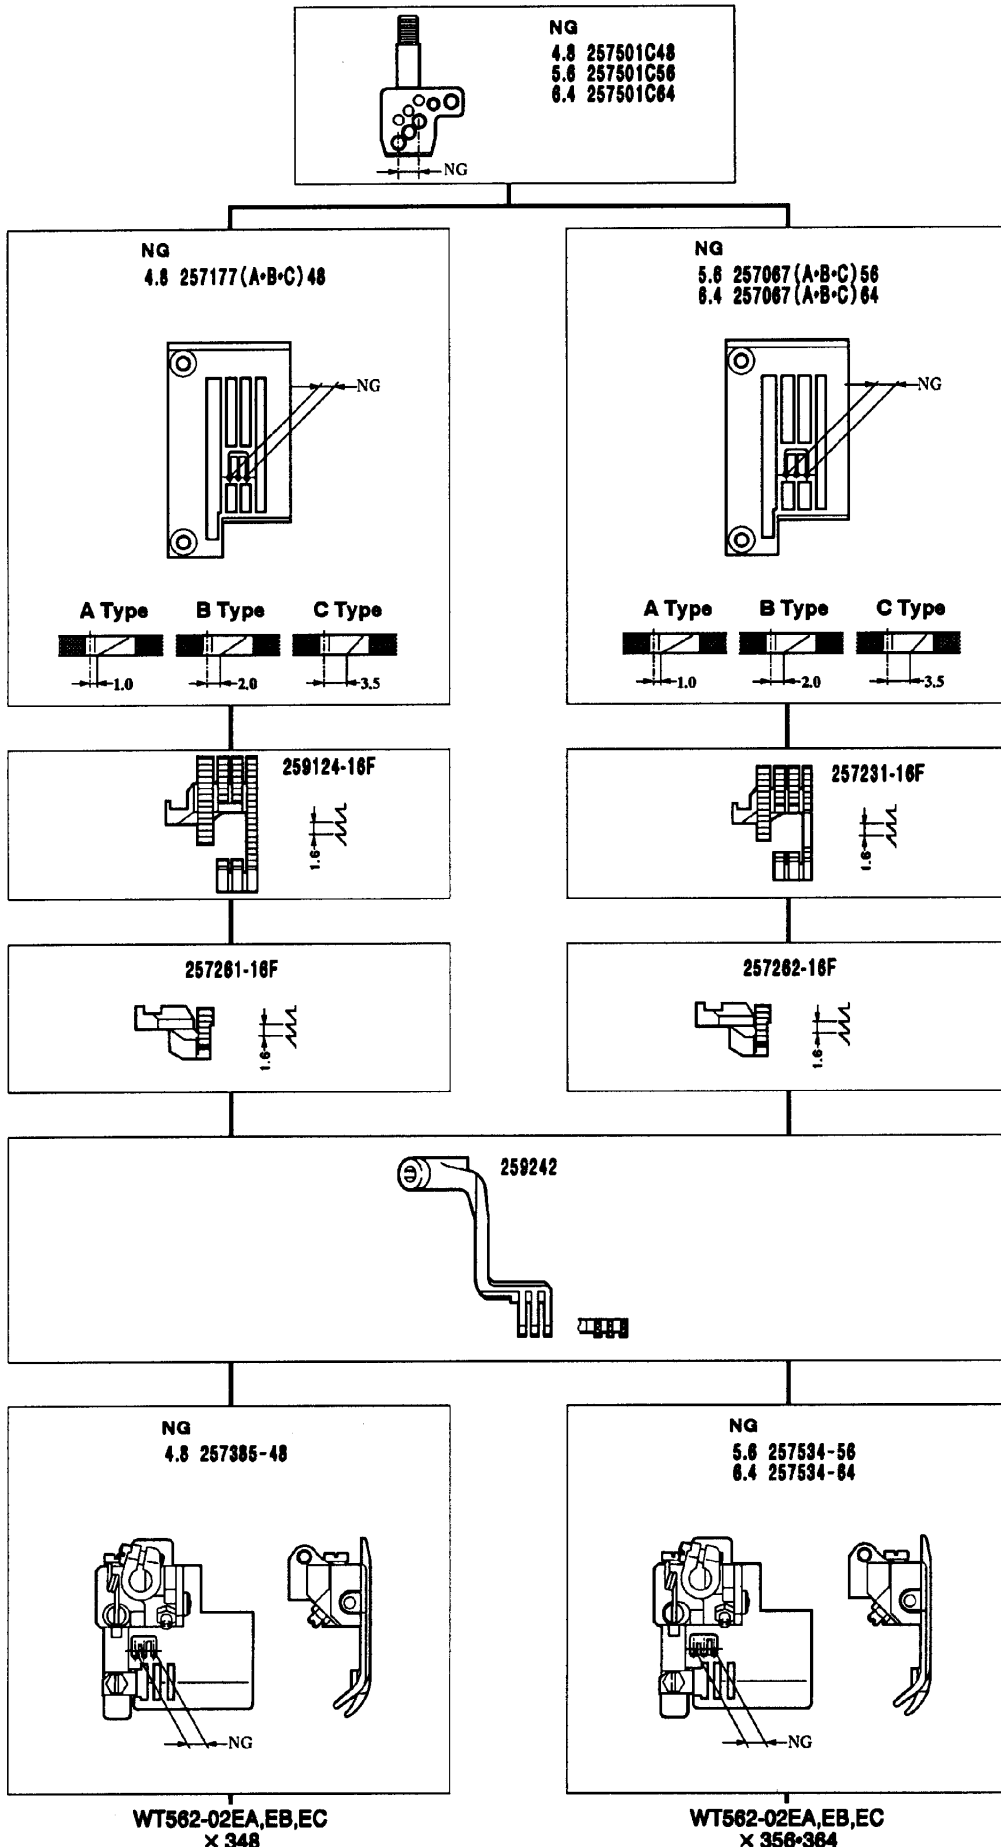 NG
4.8 257501C48
5.6 257501C56
6.4 257501C64
NG
NG
4.8 257177(A•B•C)48
NG
A Type B Type C Type
1.0 2.0 3.5
NG
5.6 257067(A•B•C)56
6.4 257067(A•B•C)64
NG
A Type B Type C Type
1.0 2.0 3.5
259124-16F
1.6
257231-16F
1.6
257261-16F
1.6
257262-16F
1.6
259242
NG
4.8 257385-48
NG
NG
5.6 257534-56
6.4 257534-64
NG
WT562-02EA,EB,EC
× 348
WT562-02EA,EB,EC
× 356•364